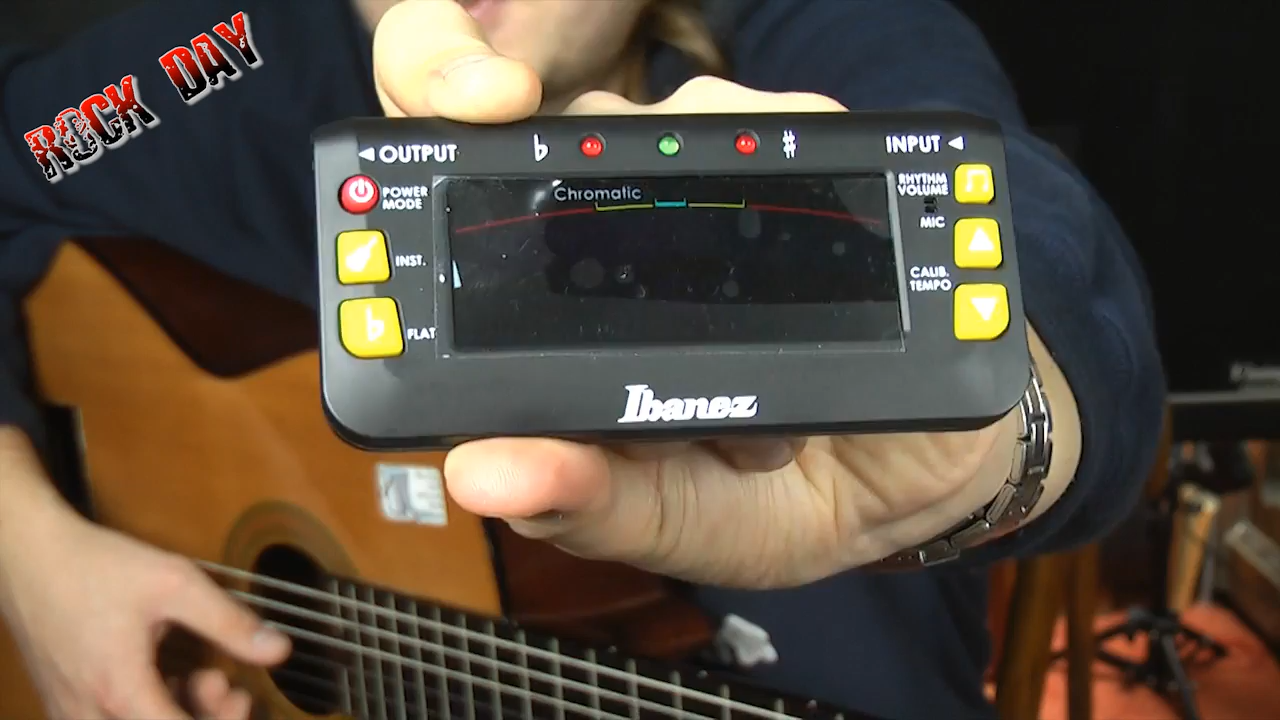 ROCK DAY
OUTPUT
♭
♯
INPUT
POWER
MODE
Chromatic
RHYTHM
VOLUME
MIC
INST.
CALIB.
TEMPO
♭
FLAT
Ibanez